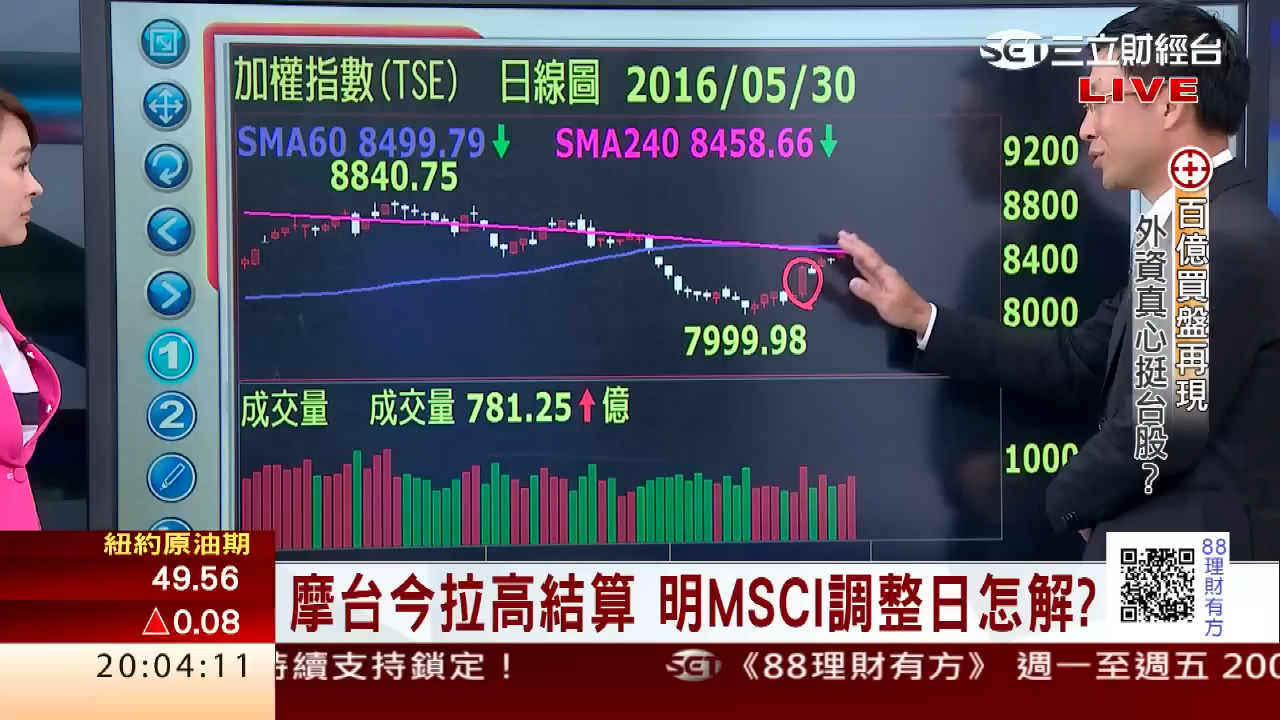 加權指數(TSE) 日線圖 2016/05/30
SMA60 8499.79 SMA240 8458.66
8840.75
7999.98
9200
8800
8400
8000
成交量 成交量 781.25 億
1000
1
2
SET 三立財經台
LIVE
百億買盤再現
外資真心挺台股?
紐約原油期
49.56
0.08
摩台今拉高結算 明MSCI調整日怎解?
88理財有方
20:04:11
持續支持鎖定! SET《88理財有方》 週一至週五 200